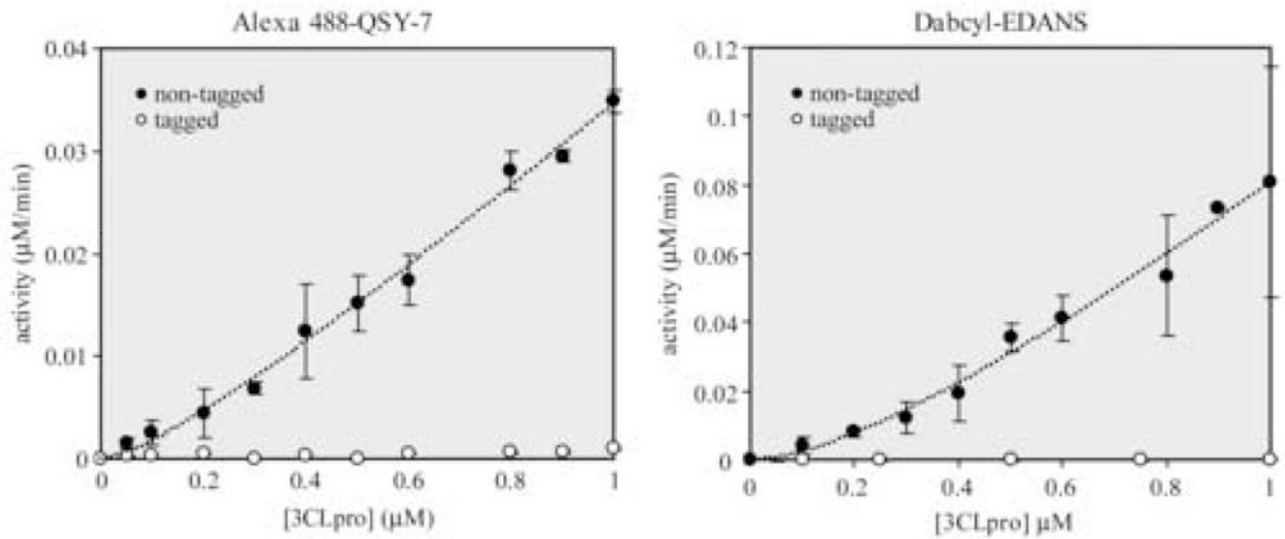 Alexa 488-QSY-7
0.04
0.03
0.02
0.01
0
activity (µM/min)
non-tagged
tagged
0 0.2 0.4 0.6 0.8 1
[3CLpro] (µM)
Dabcyl-EDANS
0.12
0.1
0.08
0.06
0.04
0.02
0
activity (µM/min)
non-tagged
tagged
0 0.2 0.4 0.6 0.8 1
[3CLpro] µM